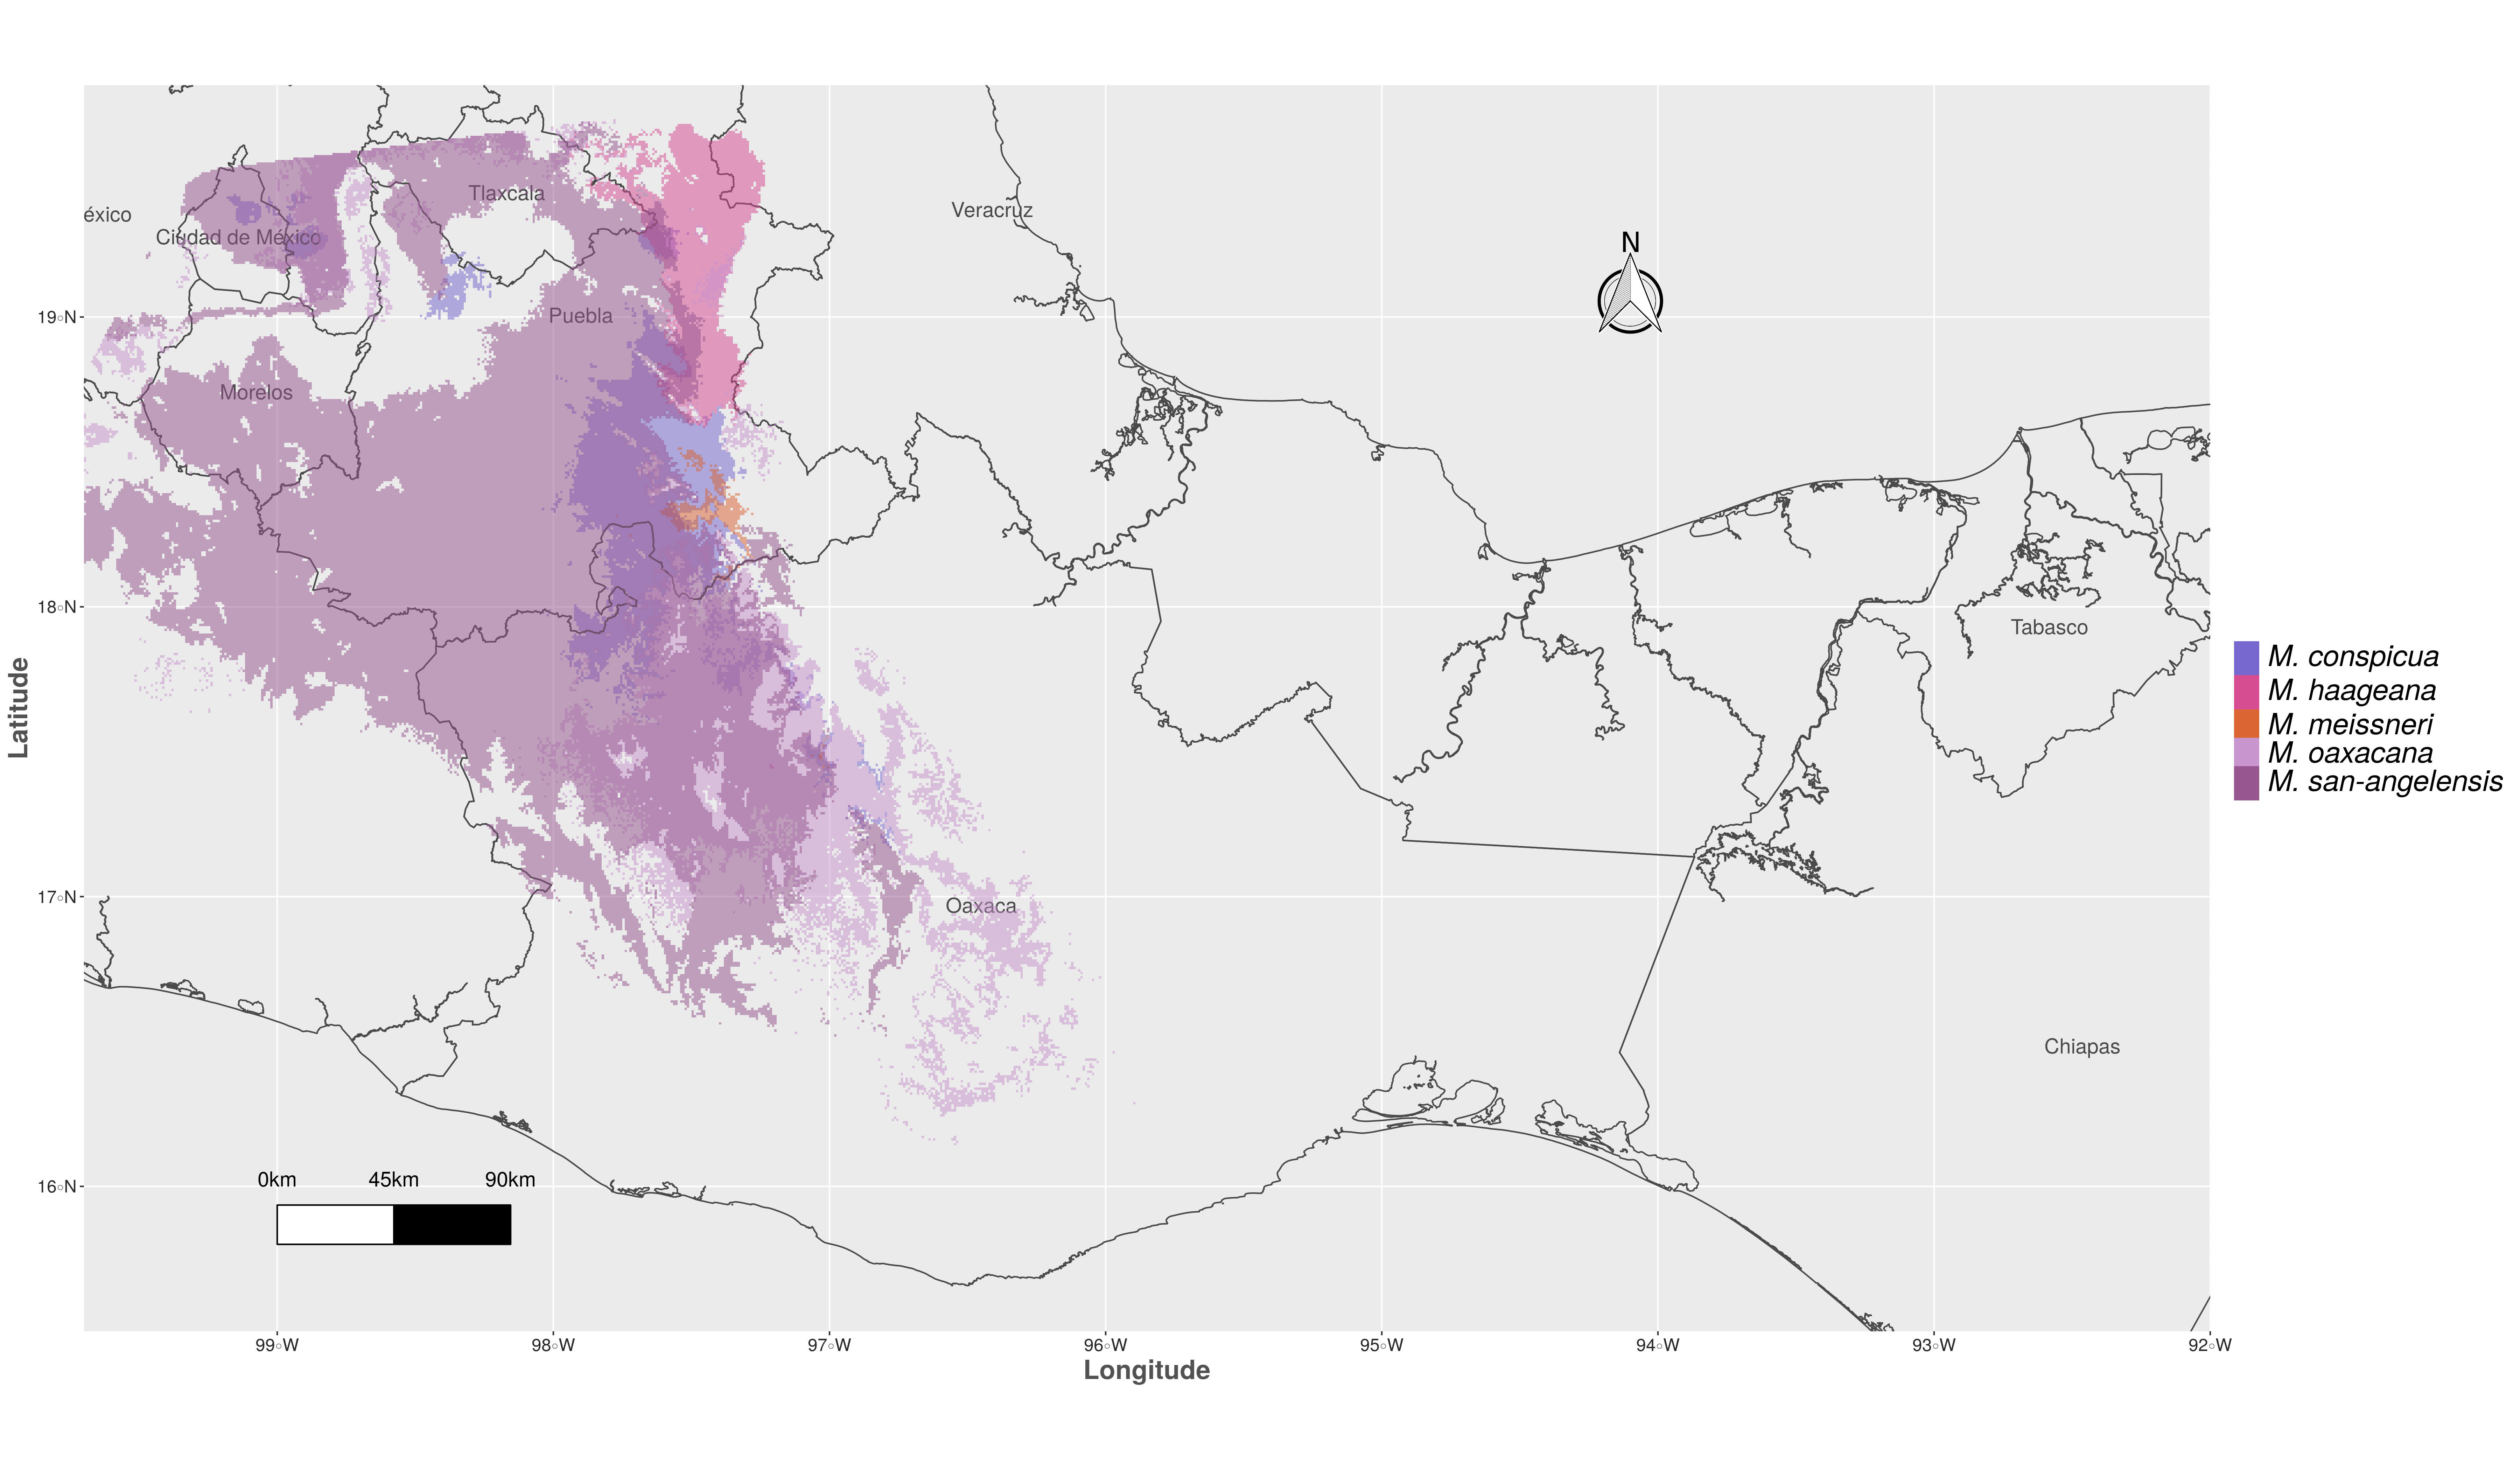 Tlaxcala
éxico
Ciudad de México
Veracruz
N
Puebla
Morelos
Tabasco
Oaxaca
Chiapas
19°N
18°N
17°N
16°N
Latitude
0km 45km 90km
99°W 98°W 97°W 96°W 95°W 94°W 93°W 92°W
Longitude
M. conspicua
M. haageana
M. meissneri
M. oaxacana
M. san-angelensis